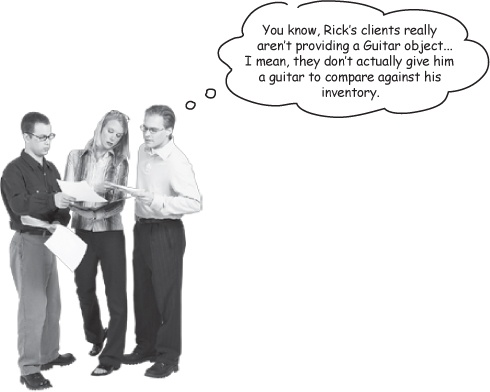 You know, Rick's clients really
aren't providing a Guitar object...
I mean, they don't actually give him
a guitar to compare against his
inventory.